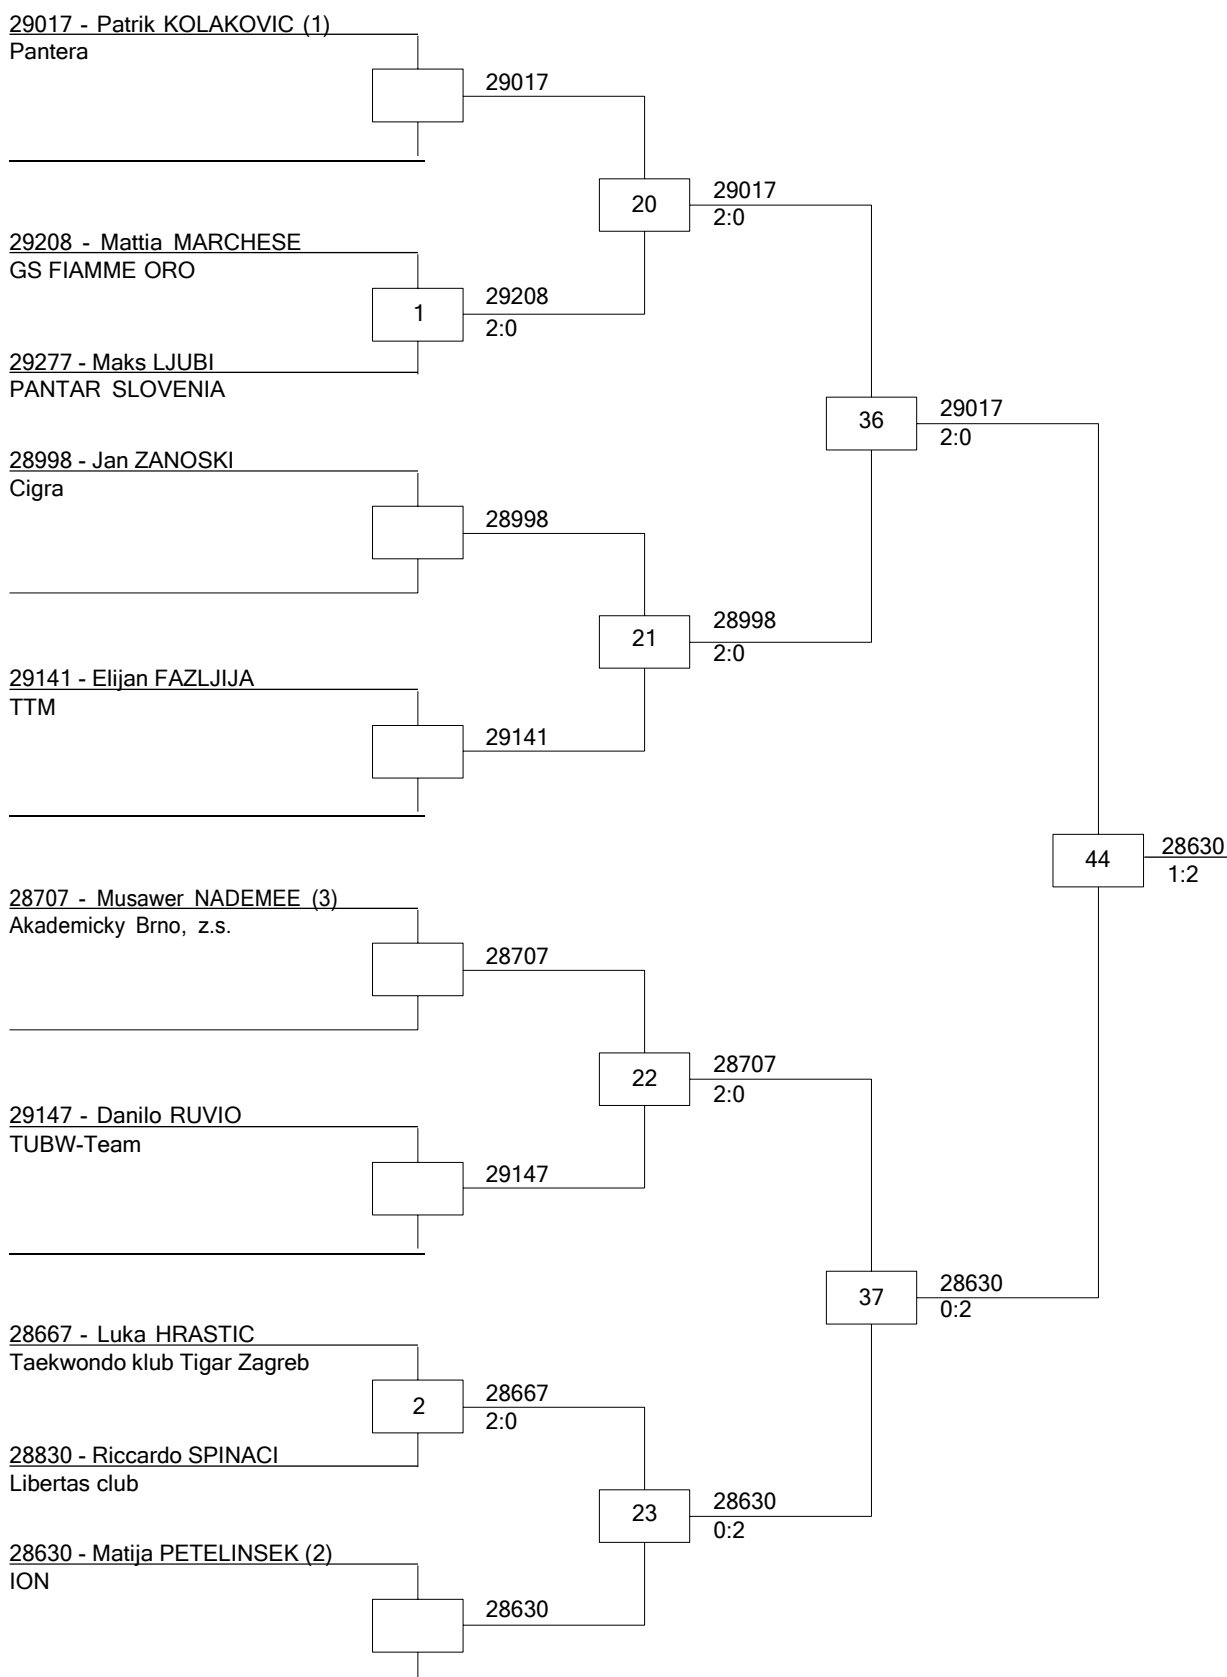 29017 - Patrik KOLAKOVIC (1)
Pantera
29017
20
29017
2:0
29208 - Mattia MARCHESE
GS FIAMME ORO
1
29208
2:0
29277 - Maks LJUBI
PANTAR SLOVENIA
36
29017
2:0
28998 - Jan ZANOSKI
Cigra
28998
21
28998
2:0
29141 - Elijan FAZLJIJA
TTM
29141
44
28630
1:2
28707 - Musawer NADEMEE (3)
Akademicky Brno, z.s.
28707
22
28707
2:0
29147 - Danilo RUVIO
TUBW-Team
29147
37
28630
0:2
28667 - Luka HRASTIC
Taekwondo klub Tigar Zagreb
2
28667
2:0
28830 - Riccardo SPINACI
Libertas club
23
28630
0:2
28630 - Matija PETELINSEK (2)
ION
28630